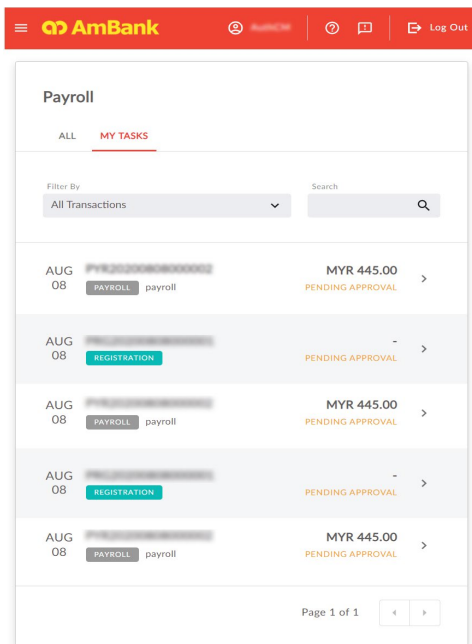 AmBank
Log Out
Payroll
ALL MY TASKS
Filter By Search
All Transactions
AUG MYR 445.00
08 PAYROLL payroll PENDING APPROVAL
AUG -
08 REGISTRATION PENDING APPROVAL
AUG MYR 445.00
08 PAYROLL payroll PENDING APPROVAL
AUG -
08 REGISTRATION PENDING APPROVAL
AUG MYR 445.00
08 PAYROLL payroll PENDING APPROVAL
Page 1 of 1